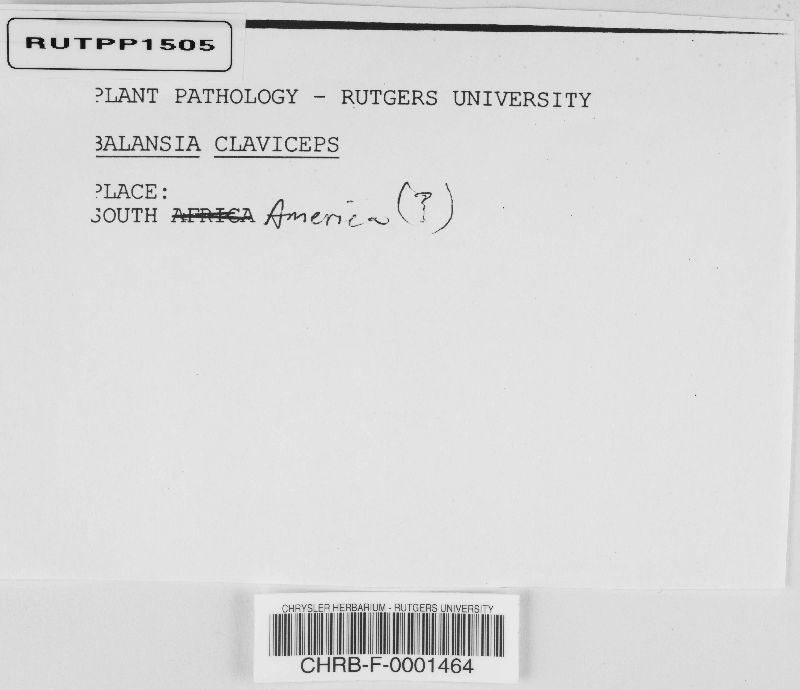 RUTPP1505
PLANT PATHOLOGY - RUTGERS UNIVERSITY
BALANSIA CLAVICEPS
PLACE:
SOUTH AFRICA America (?)
CHRYSLER HERBARIUM - RUTGERS UNIVERSITY
CHRB-F-0001464